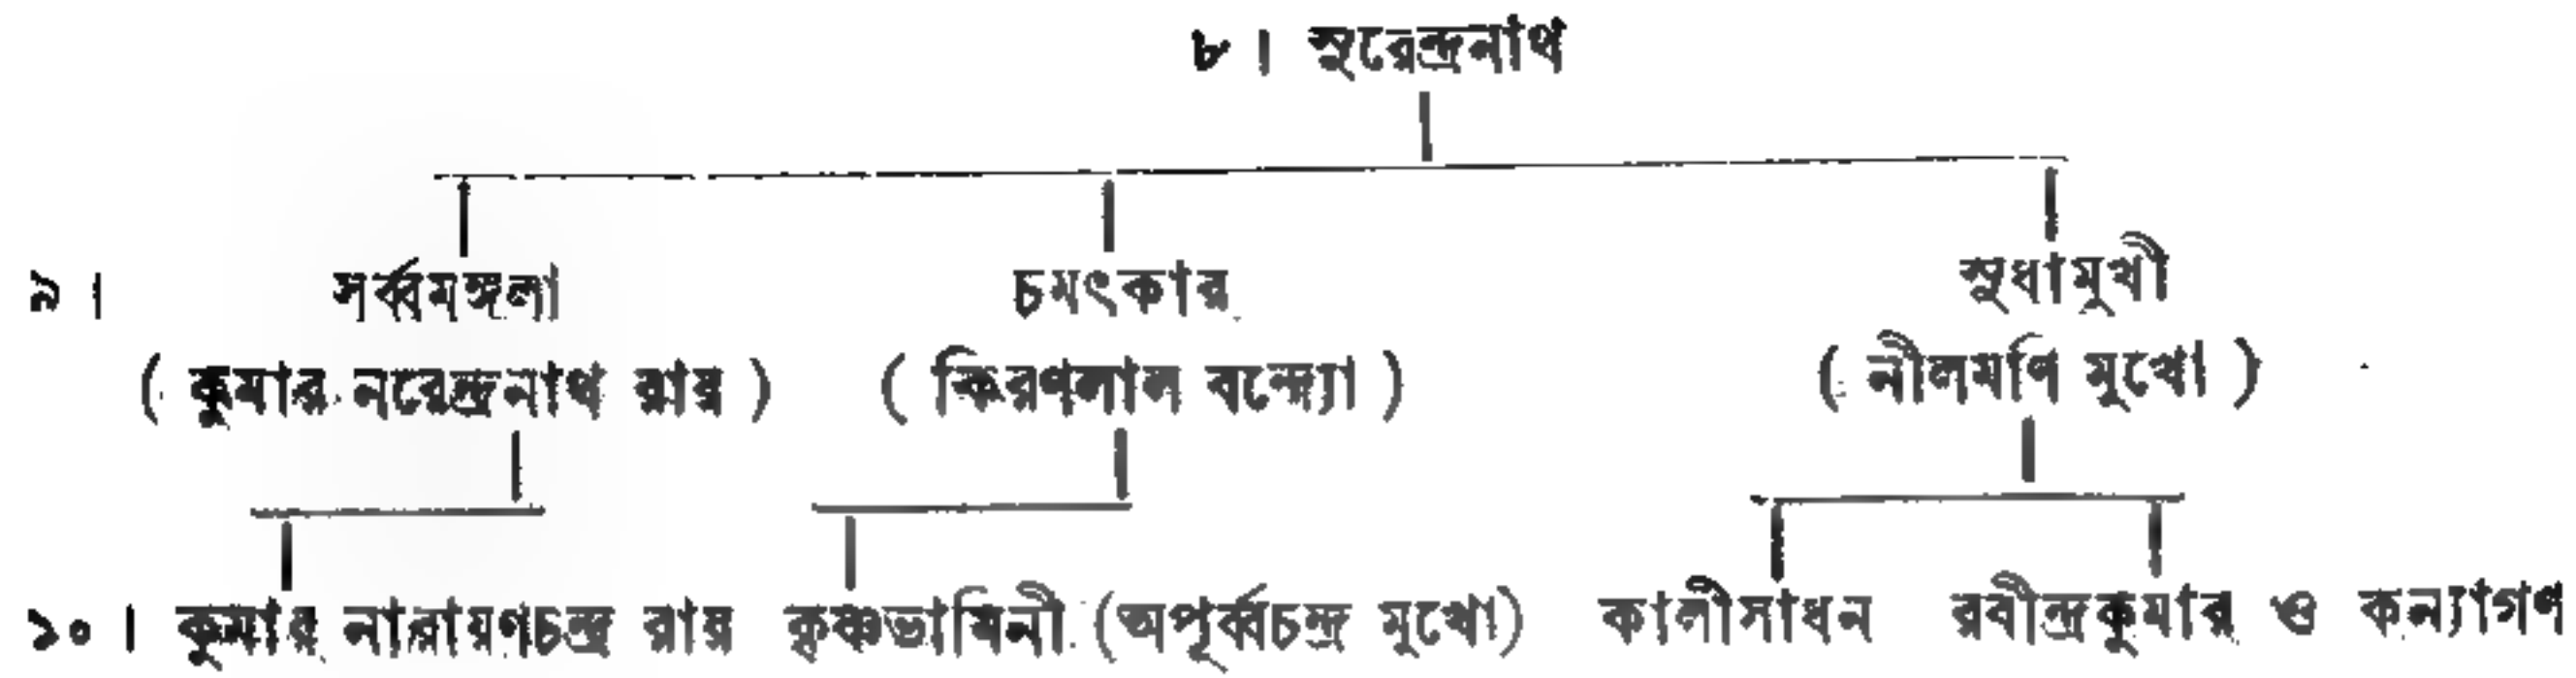 ৮। সুরেন্দ্রনাথ
৯। সর্ব্বমঙ্গলা চমৎকার সুধামুখী
( কুমার নরেন্দ্রনাথ রায় ) ( কিরণলাল বন্দ্যো ) ( নীলমণি মুখো )
১০। কুমার নারায়ণচন্দ্র রায় কৃষ্ণভামিনী (অপূর্ব্বচন্দ্র মুখো) কালীসাধন রবীন্দ্রকুমার ও কন্যাগণ